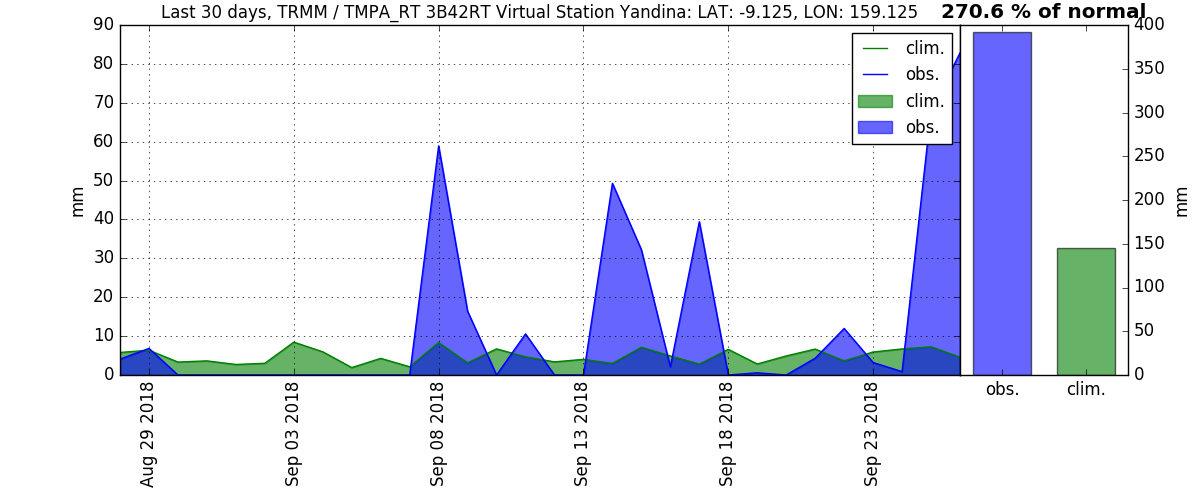 Last 30 days, TRMM / TMPA_RT 3B42RT Virtual Station Yandina: LAT: -9.125, LON: 159.125
270.6 % of normal
90
80
70
60
50
40
30
20
10
0
mm
clim.
obs.
clim.
obs.
Aug 29 2018
Sep 03 2018
Sep 08 2018
Sep 13 2018
Sep 18 2018
Sep 23 2018
400
350
300
250
200
150
100
50
0
mm
obs.
clim.